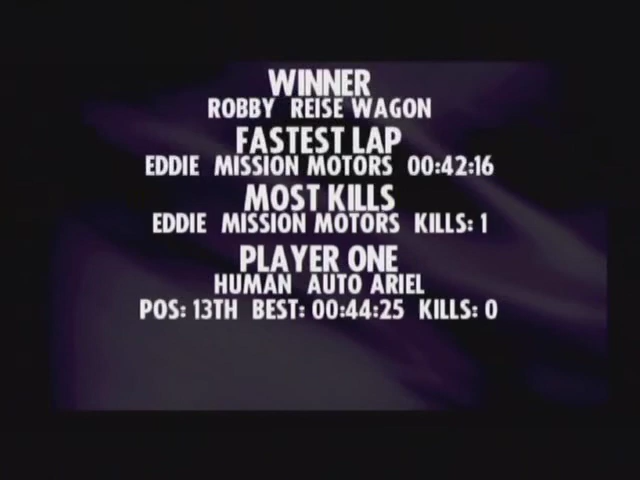 WINNER
ROBBY REISE WAGON
FASTEST LAP
EDDIE MISSION MOTORS 00:42:16
MOST KILLS
EDDIE MISSION MOTORS KILLS: 1
PLAYER ONE
HUMAN AUTO ARIEL
POS: 13TH BEST: 00:44:25 KILLS: 0